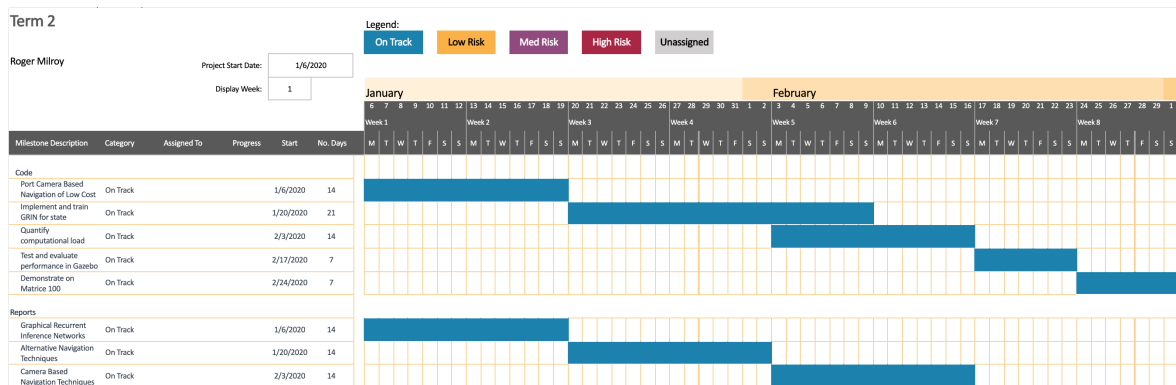 Term 2
Legend:
On Track Low Risk Med Risk High Risk Unassigned
Roger Milroy
Project Start Date: 1/6/2020
Display Week: 1
January February
6 7 8 9 10 11 12 13 14 15 16 17 18 19 20 21 22 23 24 25 26 27 28 29 30 31 1 2 3 4 5 6 7 8 9 10 11 12 13 14 15 16 17 18 19 20 21 22 23 24 25 26 27 28 29 1
Week 1 Week 2 Week 3 Week 4 Week 5 Week 6 Week 7 Week 8
Milestone Description Category Assigned To Progress Start No. Days M T W T F S S M T W T F S S M T W T F S S M T W T F S S M T W T F S S M T W T F S S M T W T F S S M T W T F S S
Code
Port Camera Based
Navigation of Low Cost On Track 1/6/2020 14
Implement and train
GRIN for state On Track 1/20/2020 21
Quantify
computational load On Track 2/3/2020 14
Test and evaluate
performance in Gazebo On Track 2/17/2020 7
Demonstrate on
Matrice 100 On Track 2/24/2020 7
Reports
Graphical Recurrent
Inference Networks On Track 1/6/2020 14
Alternative Navigation
Techniques On Track 1/20/2020 14
Camera Based
Navigation Techniques On Track 2/3/2020 14